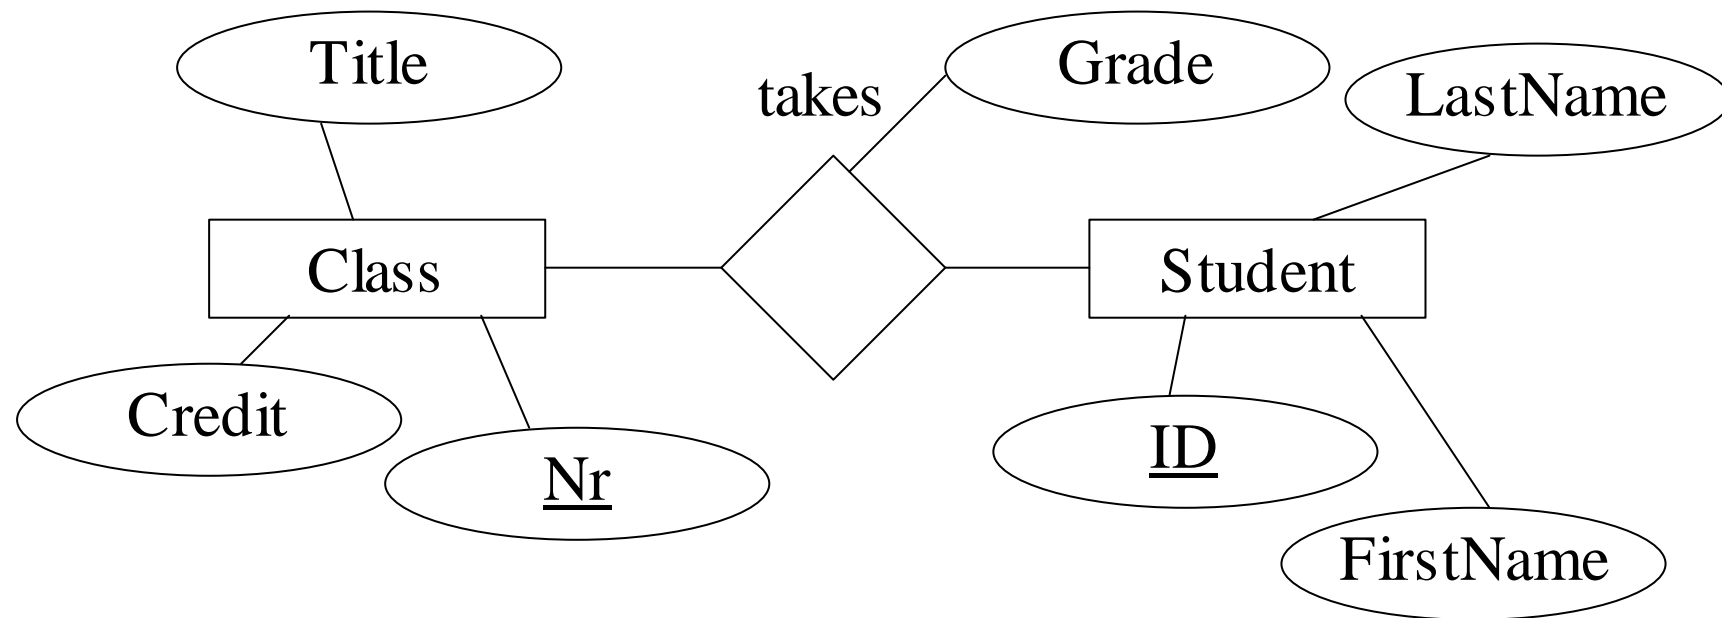 Title
takes
Grade
LastName
Class
Student
Credit
Nr
ID
FirstName